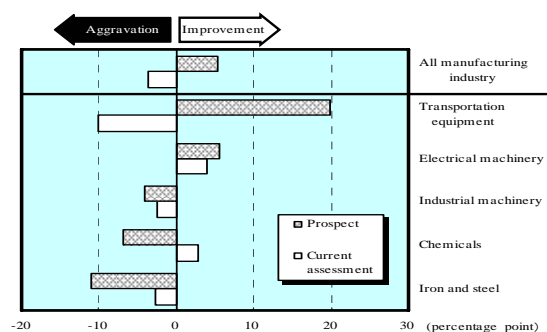 Aggravation Improvement
All manufacturing
industry
Transportation
equipment
Electrical machinery
Industrial machinery
Prospect
Chemicals
Current
assessment
Iron and steel
-20 -10 0 10 20 30 (percentage point)